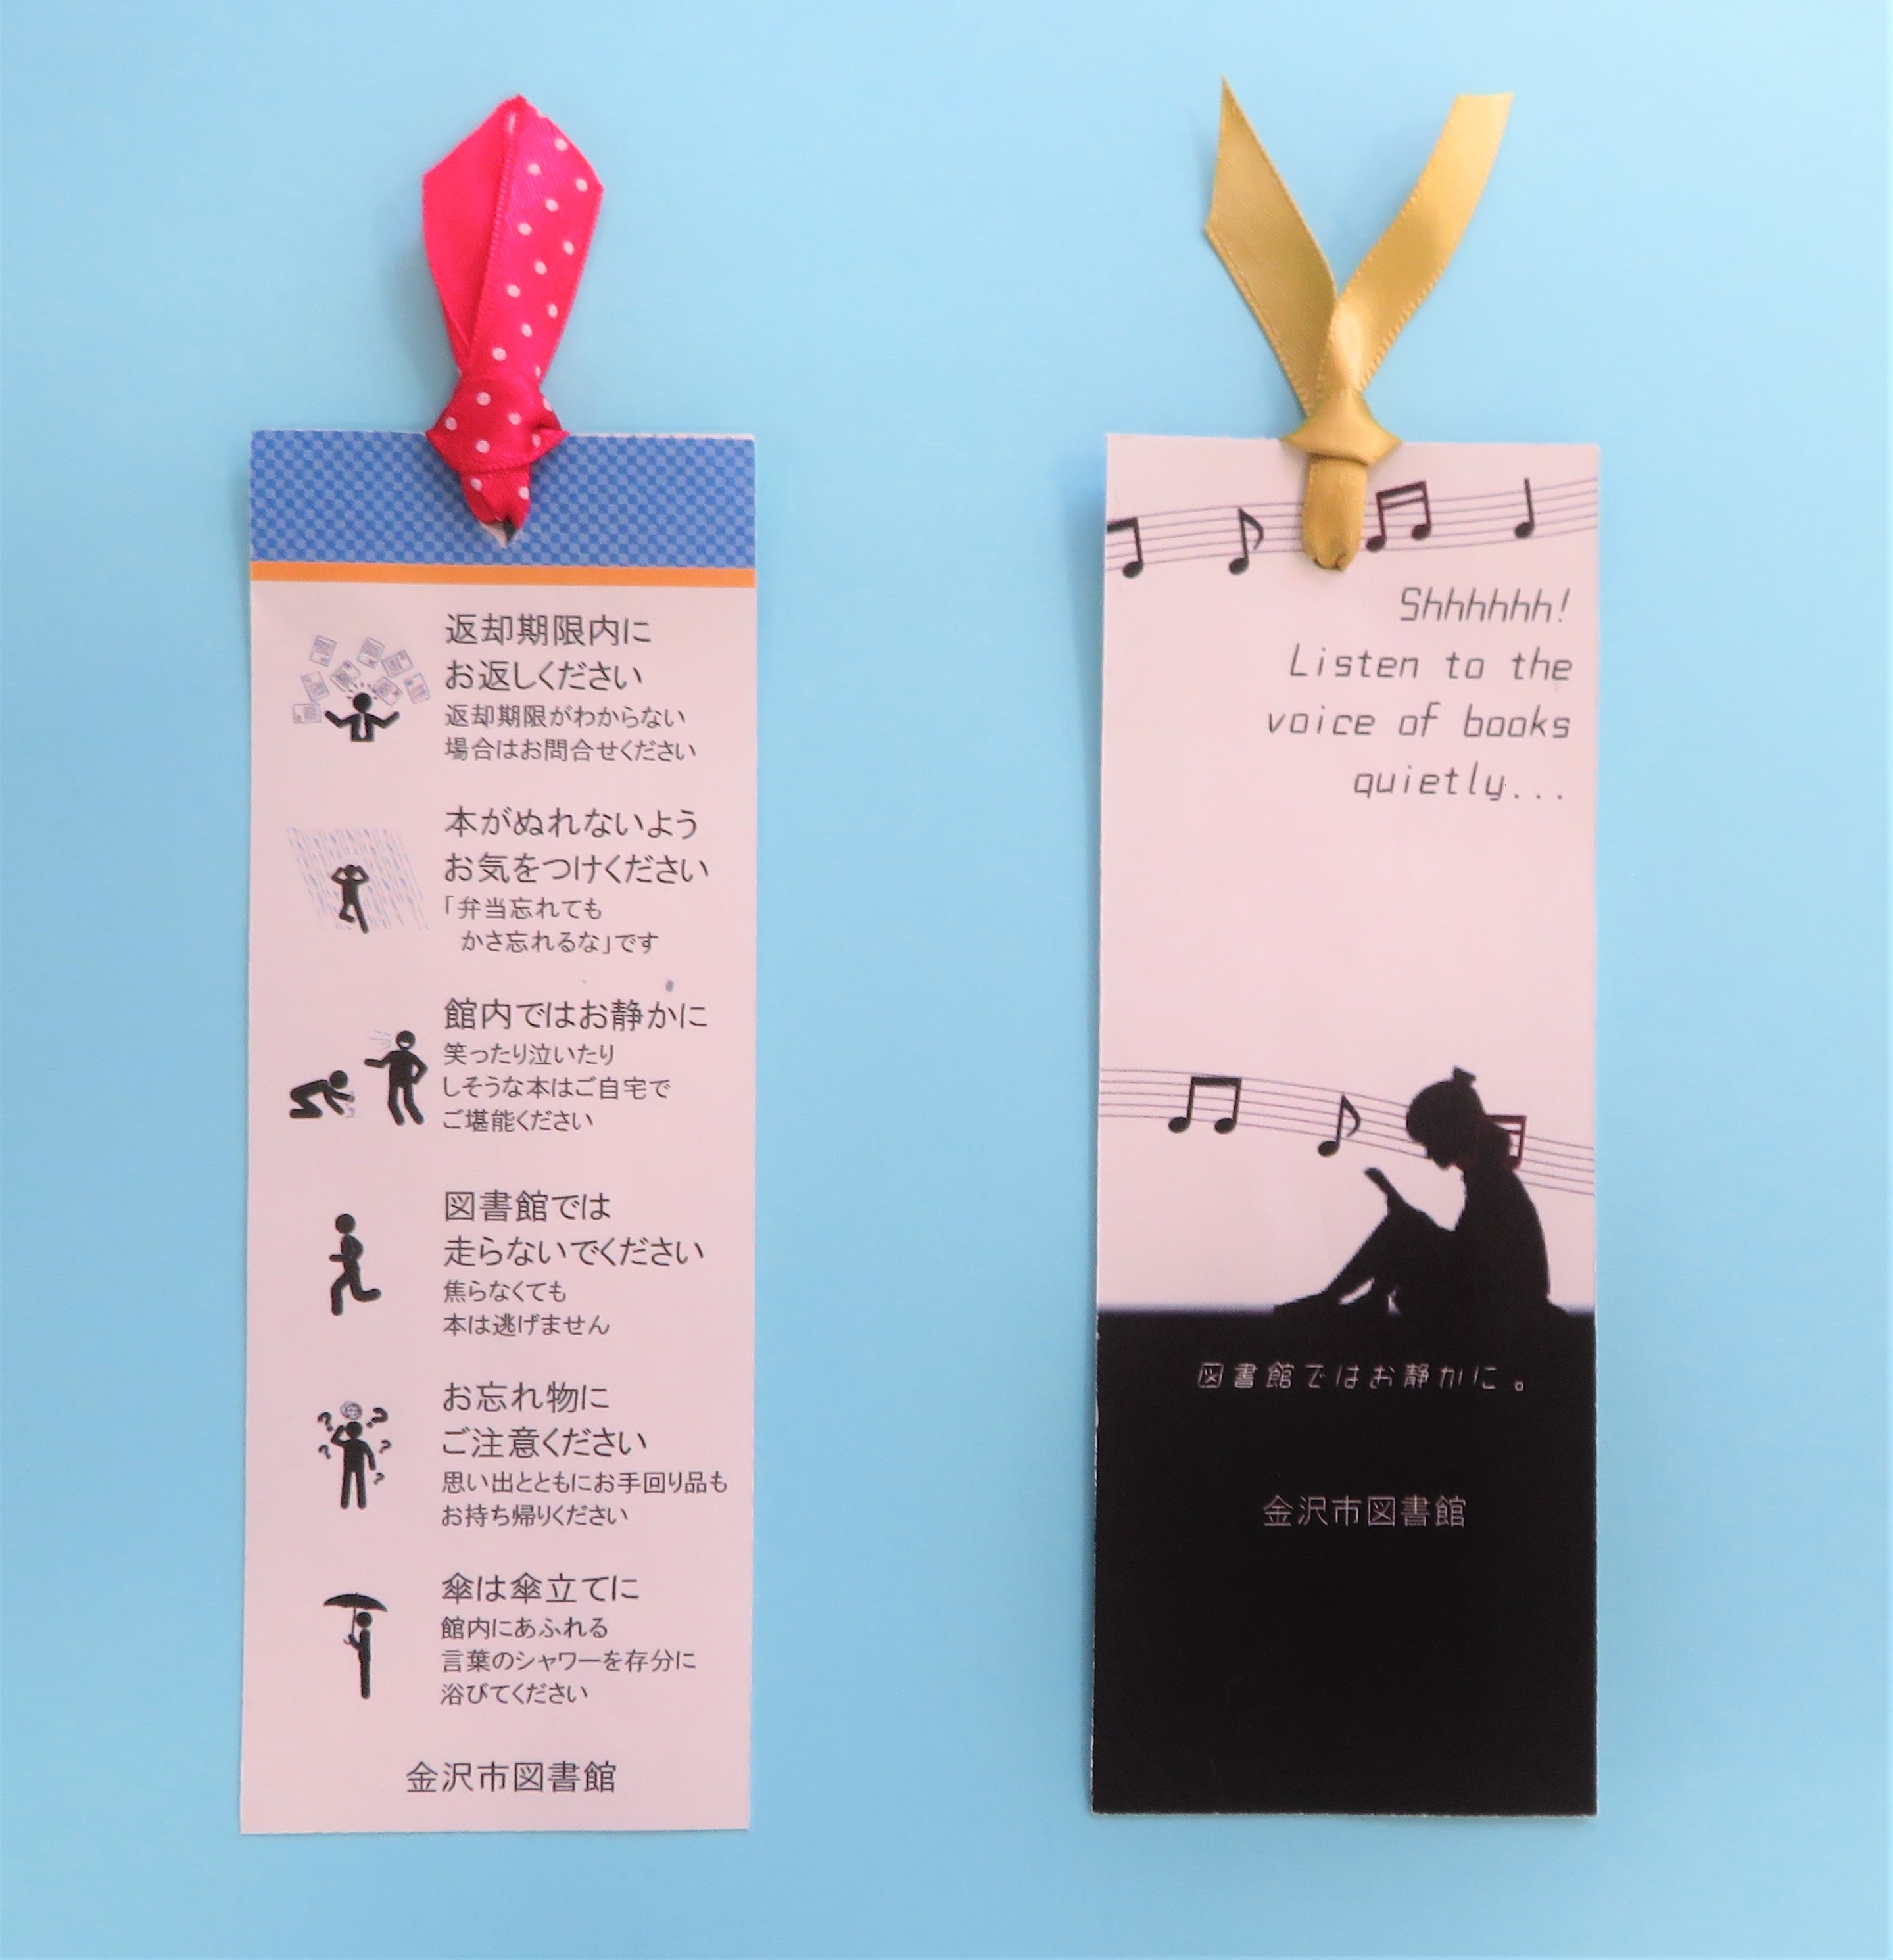 返却期限内に
お返しください
返却期限がわからない
場合はお問合せください
本がぬれないよう
お気をつけください
「弁当忘れても
かさ忘れるな」です
館内ではお静かに
笑ったり泣いたり
しそうな本はご自宅で
ご堪能ください
図書館では
走らないでください
焦らなくても
本は逃げません
お忘れ物に
ご注意ください
思い出とともにお手回り品も
お持ち帰りください
傘は傘立てに
館内にあふれる
言葉のシャワーを存分に
浴びてください
金沢市図書館
Shhhhhh!
Listen to the
voice of books
quietly...
図書館ではお静かに。
金沢市図書館